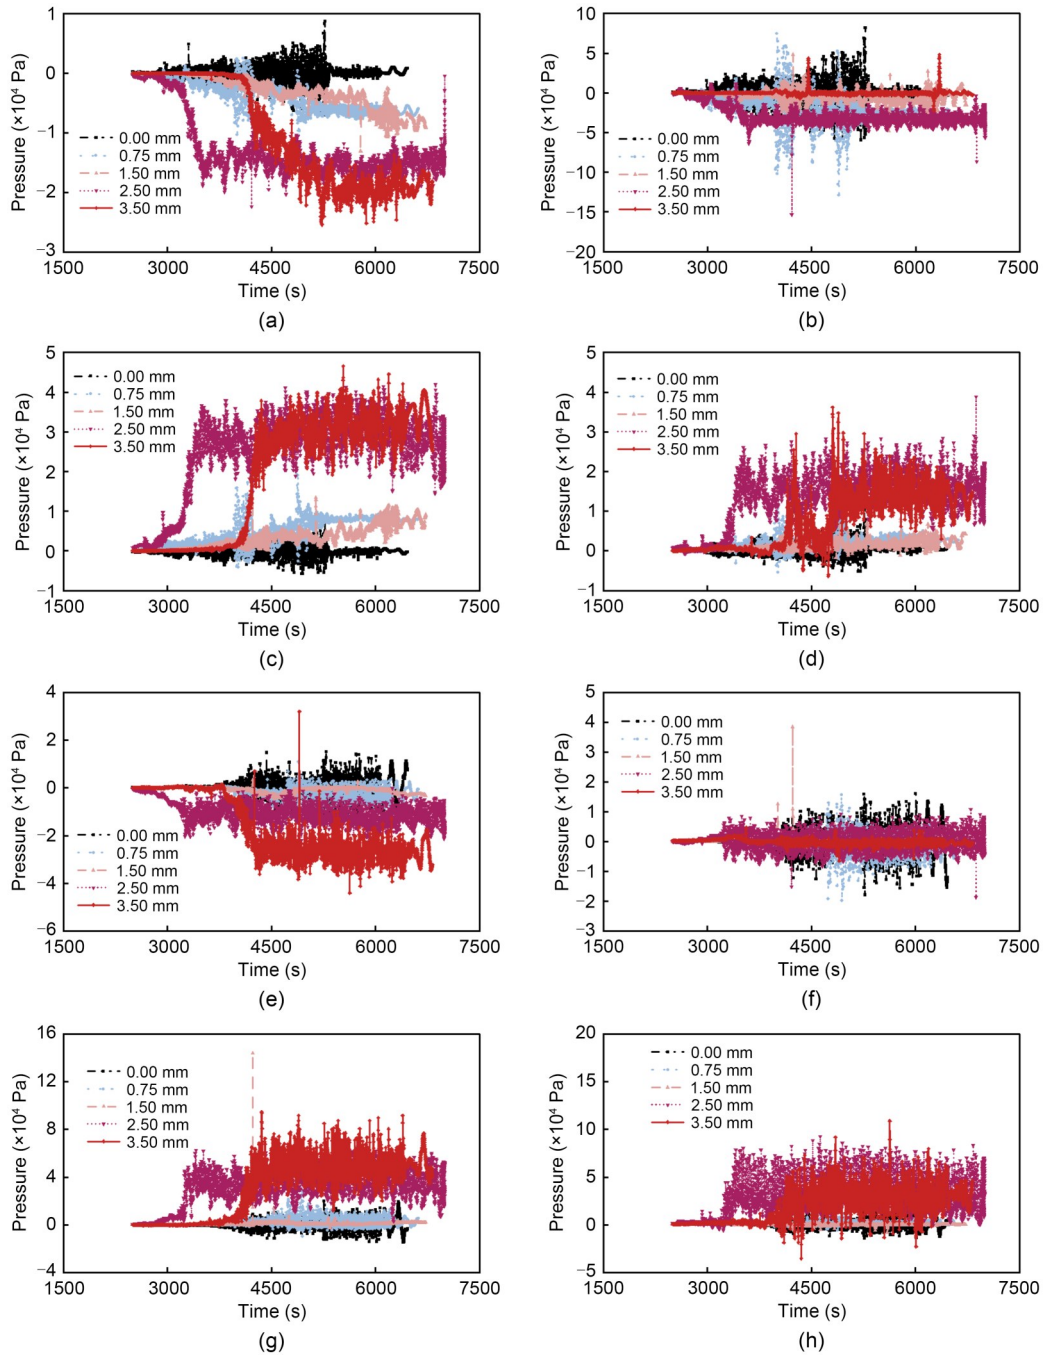 1
0
−1
−2
−3
Pressure (×10⁴ Pa)
0.00 mm
0.75 mm
1.50 mm
2.50 mm
3.50 mm
1500 3000 4500 6000 7500
Time (s)
(a)
10
5
0
−5
−10
−15
−20
Pressure (×10⁴ Pa)
0.00 mm
0.75 mm
1.50 mm
2.50 mm
3.50 mm
1500 3000 4500 6000 7500
Time (s)
(b)
5
4
3
2
1
0
−1
Pressure (×10⁴ Pa)
0.00 mm
0.75 mm
1.50 mm
2.50 mm
3.50 mm
1500 3000 4500 6000 7500
Time (s)
(c)
5
4
3
2
1
0
−1
Pressure (×10⁴ Pa)
0.00 mm
0.75 mm
1.50 mm
2.50 mm
3.50 mm
1500 3000 4500 6000 7500
Time (s)
(d)
4
2
0
−2
−4
−6
Pressure (×10⁴ Pa)
0.00 mm
0.75 mm
1.50 mm
2.50 mm
3.50 mm
1500 3000 4500 6000 7500
Time (s)
(e)
5
4
3
2
1
0
−1
−2
−3
Pressure (×10⁴ Pa)
0.00 mm
0.75 mm
1.50 mm
2.50 mm
3.50 mm
1500 3000 4500 6000 7500
Time (s)
(f)
16
12
8
4
0
−4
Pressure (×10⁴ Pa)
0.00 mm
0.75 mm
1.50 mm
2.50 mm
3.50 mm
1500 3000 4500 6000 7500
Time (s)
(g)
20
15
10
5
0
−5
Pressure (×10⁴ Pa)
0.00 mm
0.75 mm
1.50 mm
2.50 mm
3.50 mm
1500 3000 4500 6000 7500
Time (s)
(h)